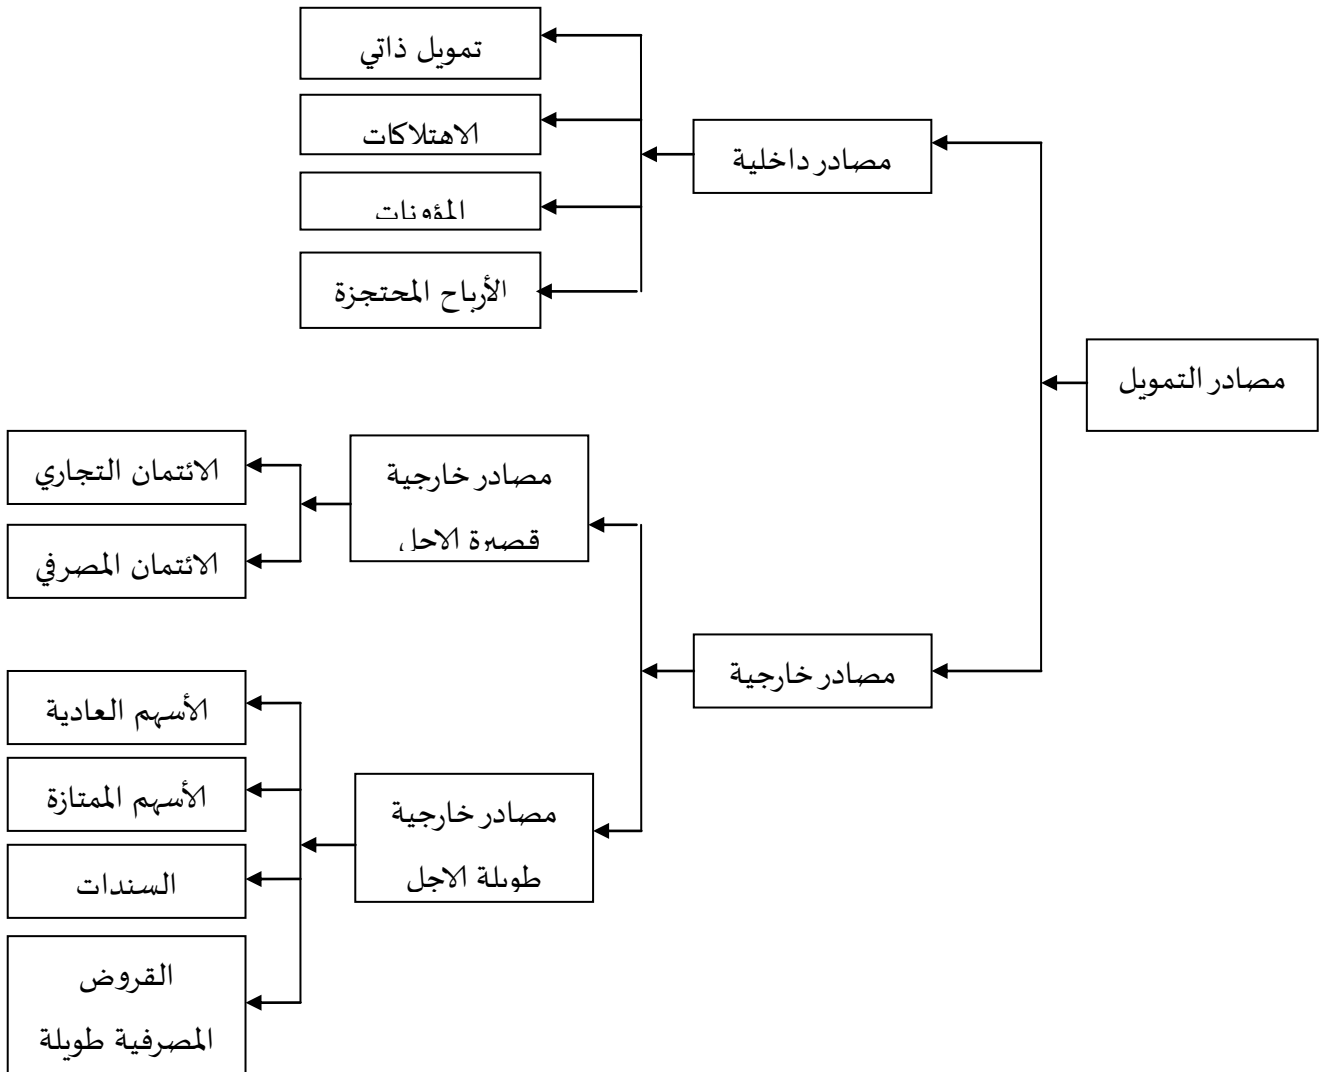 مصادر التمويل
مصادر داخلية
تمويل ذاتي
الاهتلاكات
المؤونات
الأرباح المحتجزة
مصادر خارجية
مصادر خارجية
قصيرة الاجل
الائتمان التجاري
الائتمان المصرفي
مصادر خارجية
طويلة الاجل
الأسهم العادية
الأسهم الممتازة
السندات
القروض
المصرفية طويلة